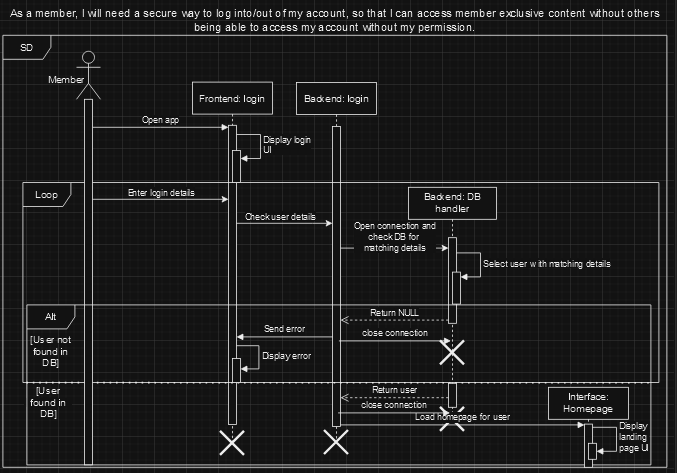 As a member, I will need a secure way to log into/out of my account, so that I can access member exclusive content without others
being able to access my account without my permission.
SD
Member
Frontend: login
Backend: login
Open app
Display login
UI
Loop
Enter login details
Backend: DB
handler
Check user details
Open connection and
check DB for
matching details
Select user with matching details
Alt
Return NULL
[User not
found in
DB]
Send error
close connection
Display error
[User
found in
DB]
Return user
close connection
Interface:
Homepage
Load homepage for user
Display
landing
page UI